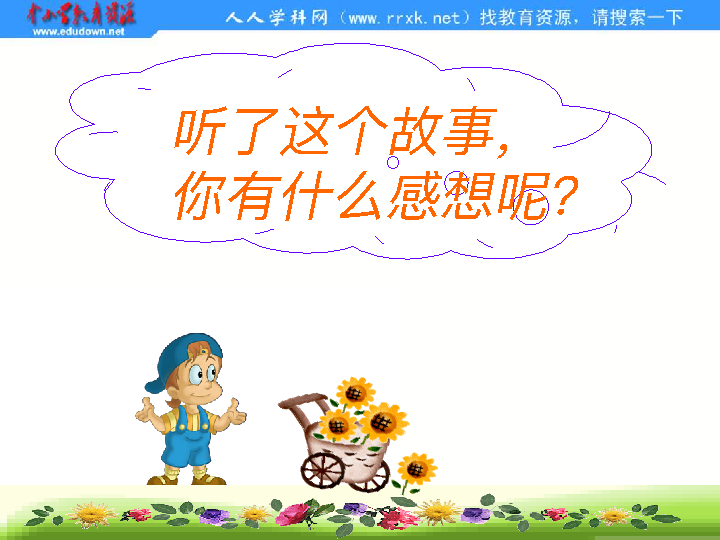 中小学教育资源
www.edudown.net
人人学科网（www.rrxk.net）找教育资源，请搜索一下
听了这个故事，
你有什么感想呢？